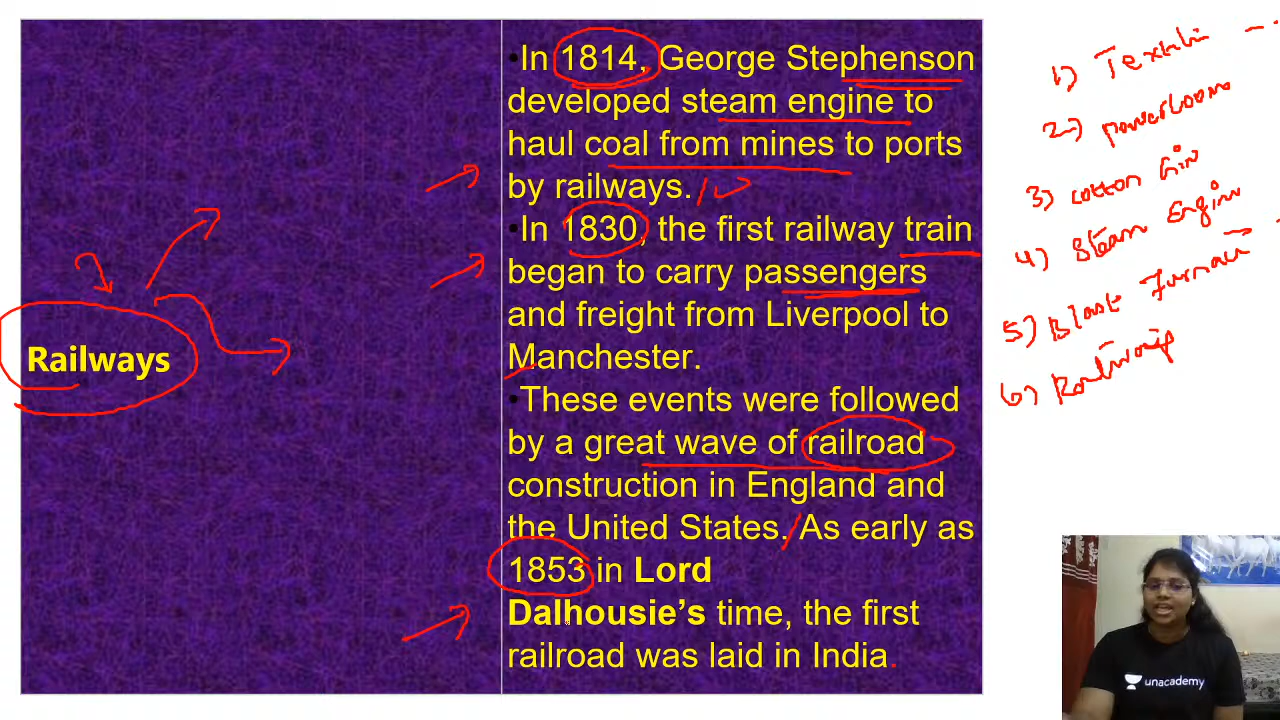 Railways
•In 1814, George Stephenson
developed steam engine to
haul coal from mines to ports
by railways.
•In 1830, the first railway train
began to carry passengers
and freight from Liverpool to
Manchester.
•These events were followed
by a great wave of railroad
construction in England and
the United States. As early as
1853 in Lord
Dalhousie's time, the first
railroad was laid in India.
1)
2) powerlooms
3) cotton Gin
4) Steam Engin
5) Blast Furnace
6)
unacademy